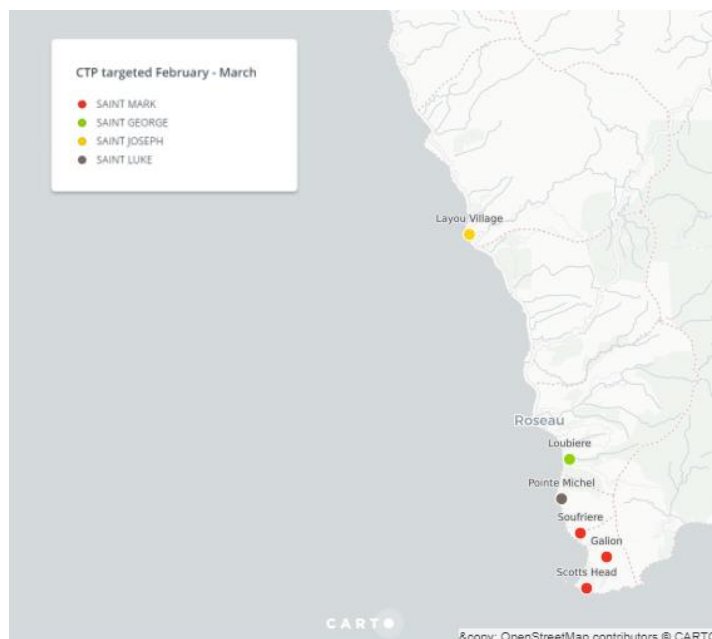 CTP targeted February - March
SAINT MARK
SAINT GEORGE
SAINT JOSEPH
SAINT LUKE
Layou Village
Roseau
Loubiere
Pointe Michel
Soufriere
Galion
Scotts Head
CARTO
&copy; OpenStreetMap contributors © CARTO